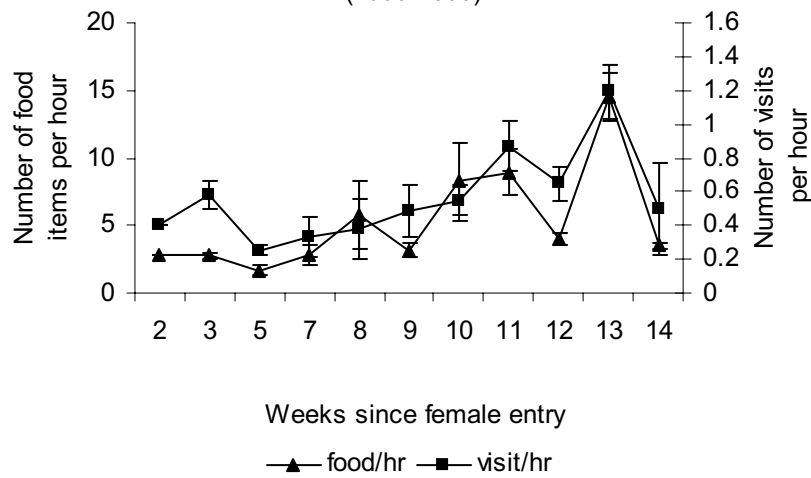 20
15
10
5
0
Number of food
items per hour
1.6
1.4
1.2
1
0.8
0.6
0.4
0.2
0
Number of visits
per hour
2 3 5 7 8 9 10 11 12 13 14
Weeks since female entry
food/hr visit/hr